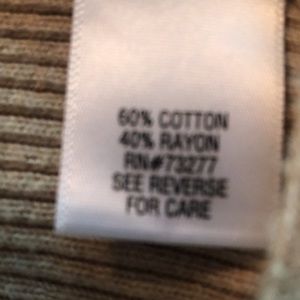 60% COTTON
40% RAYON
RN#73277
SEE REVERSE
FOR CARE